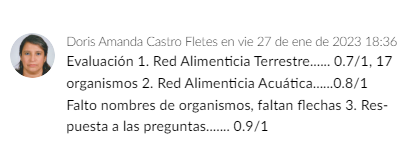 Doris Amanda Castro Fletes en vie 27 de ene de 2023 18:36
Evaluación 1. Red Alimenticia Terrestre...... 0.7/1, 17
organismos 2. Red Alimenticia Acuática......0.8/1
Falto nombres de organismos, faltan flechas 3. Res-
puesta a las preguntas....... 0.9/1